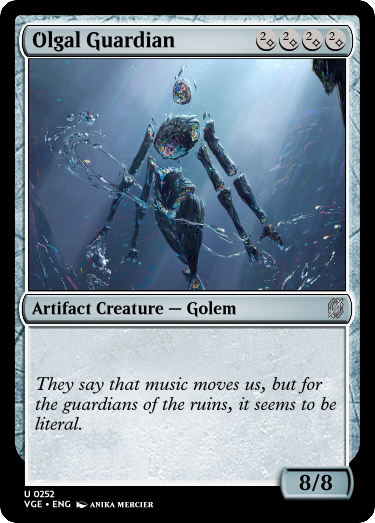 Olgal Guardian
Artifact Creature — Golem
They say that music moves us, but for
the guardians of the ruins, it seems to be
literal.
8/8
U 0252
VGE • ENG ANIKA MERCIER